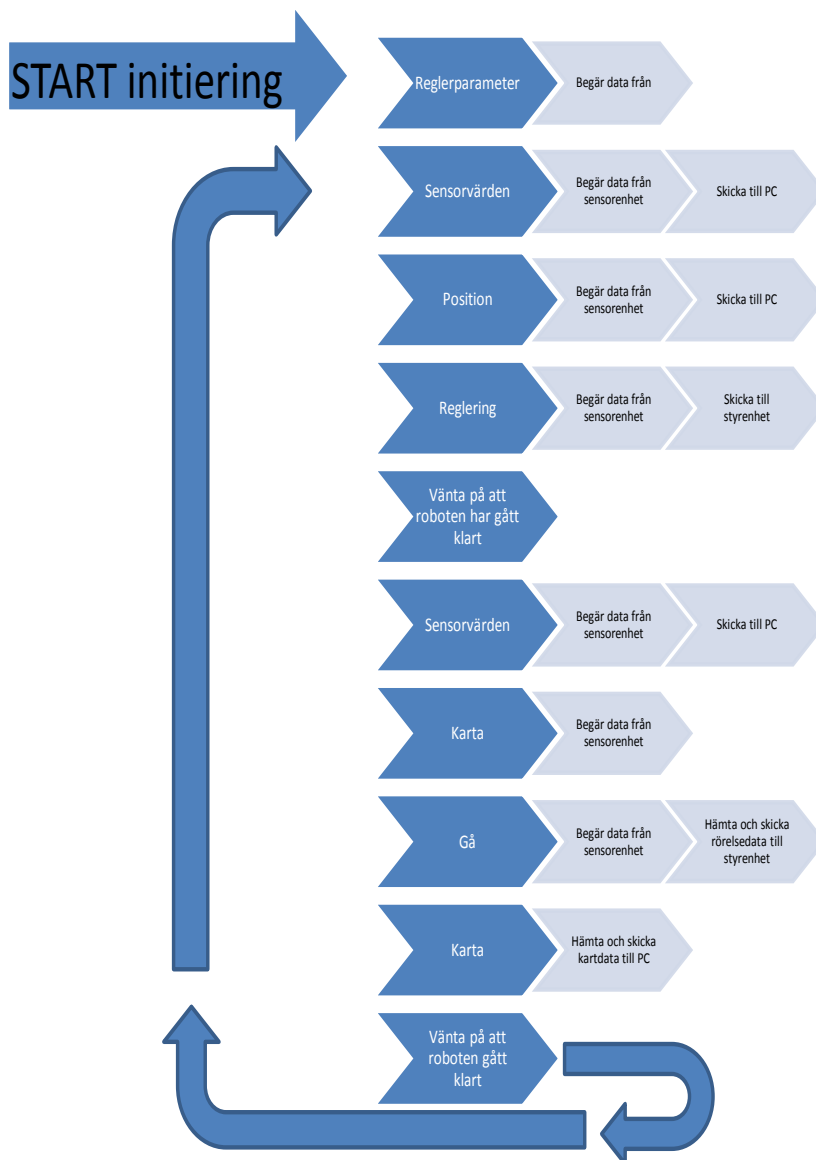 START initiering
Reglerparameter
Begär data från
Sensorvärden
Begär data från
sensorenhet
Skicka till PC
Position
Begär data från
sensorenhet
Skicka till PC
Reglering
Begär data från
sensorenhet
Skicka till
styrenhet
Vänta på att
roboten har gått
klart
Sensorvärden
Begär data från
sensorenhet
Skicka till PC
Karta
Begär data från
sensorenhet
Gå
Begär data från
sensorenhet
Hämta och skicka
rörelsedata till
styrenhet
Karta
Hämta och skicka
kartdata till PC
Vänta på att
roboten gått
klart